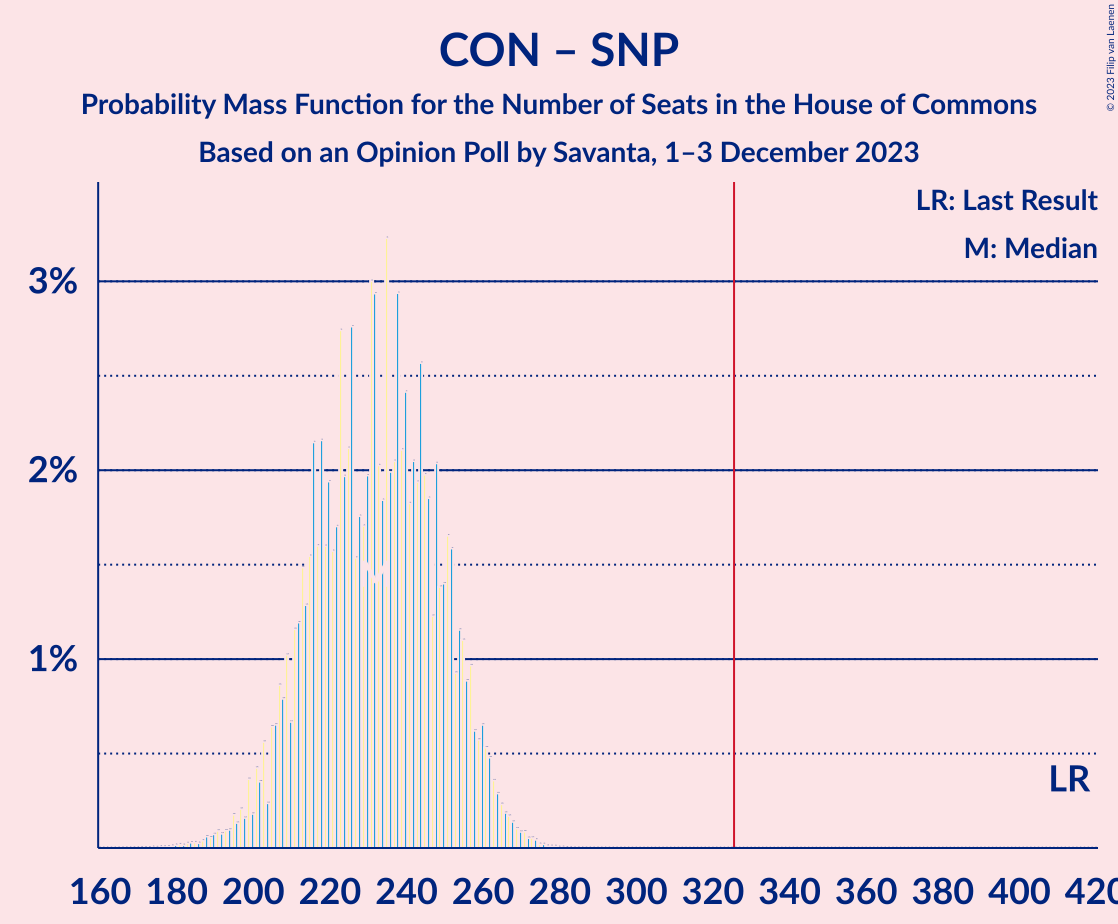 CON – SNP
Probability Mass Function for the Number of Seats in the House of Commons
Based on an Opinion Poll by Savanta, 1–3 December 2023
© 2023 Filip van Laenen
LR: Last Result
M: Median
3%
2%
1%
LR
160 180 200 220 240 260 280 300 320 340 360 380 400 420